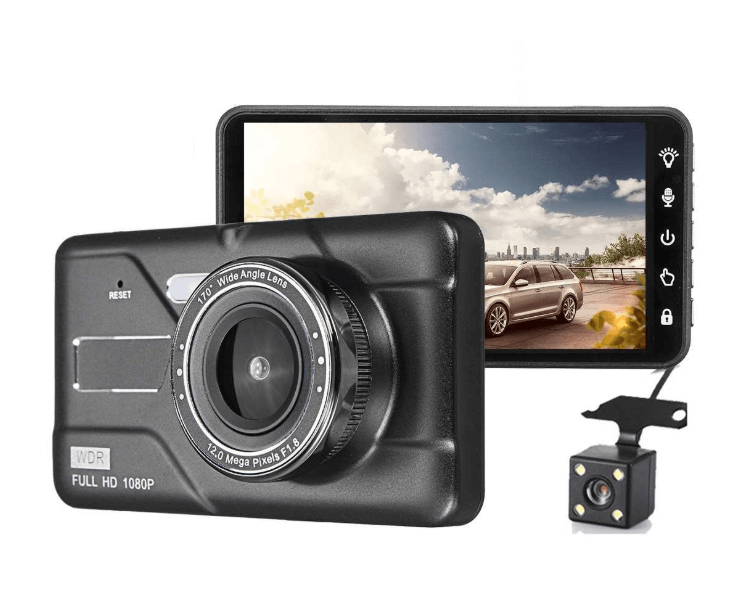 RESET
170° Wide Angle Lens
12.0 Mega Pixels F1.8
WDR
FULL HD 1080P